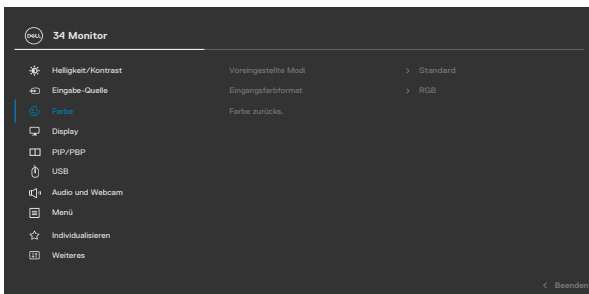 DELL 34 Monitor
Helligkeit/Kontrast Voreingestellte Modi > Standard
Eingabe-Quelle Eingangsfarbformat > RGB
Farbe Farbe zurücks.
Display
PIP/PBP
USB
Audio und Webcam
Menü
Individualisieren
Weiteres
< Beenden